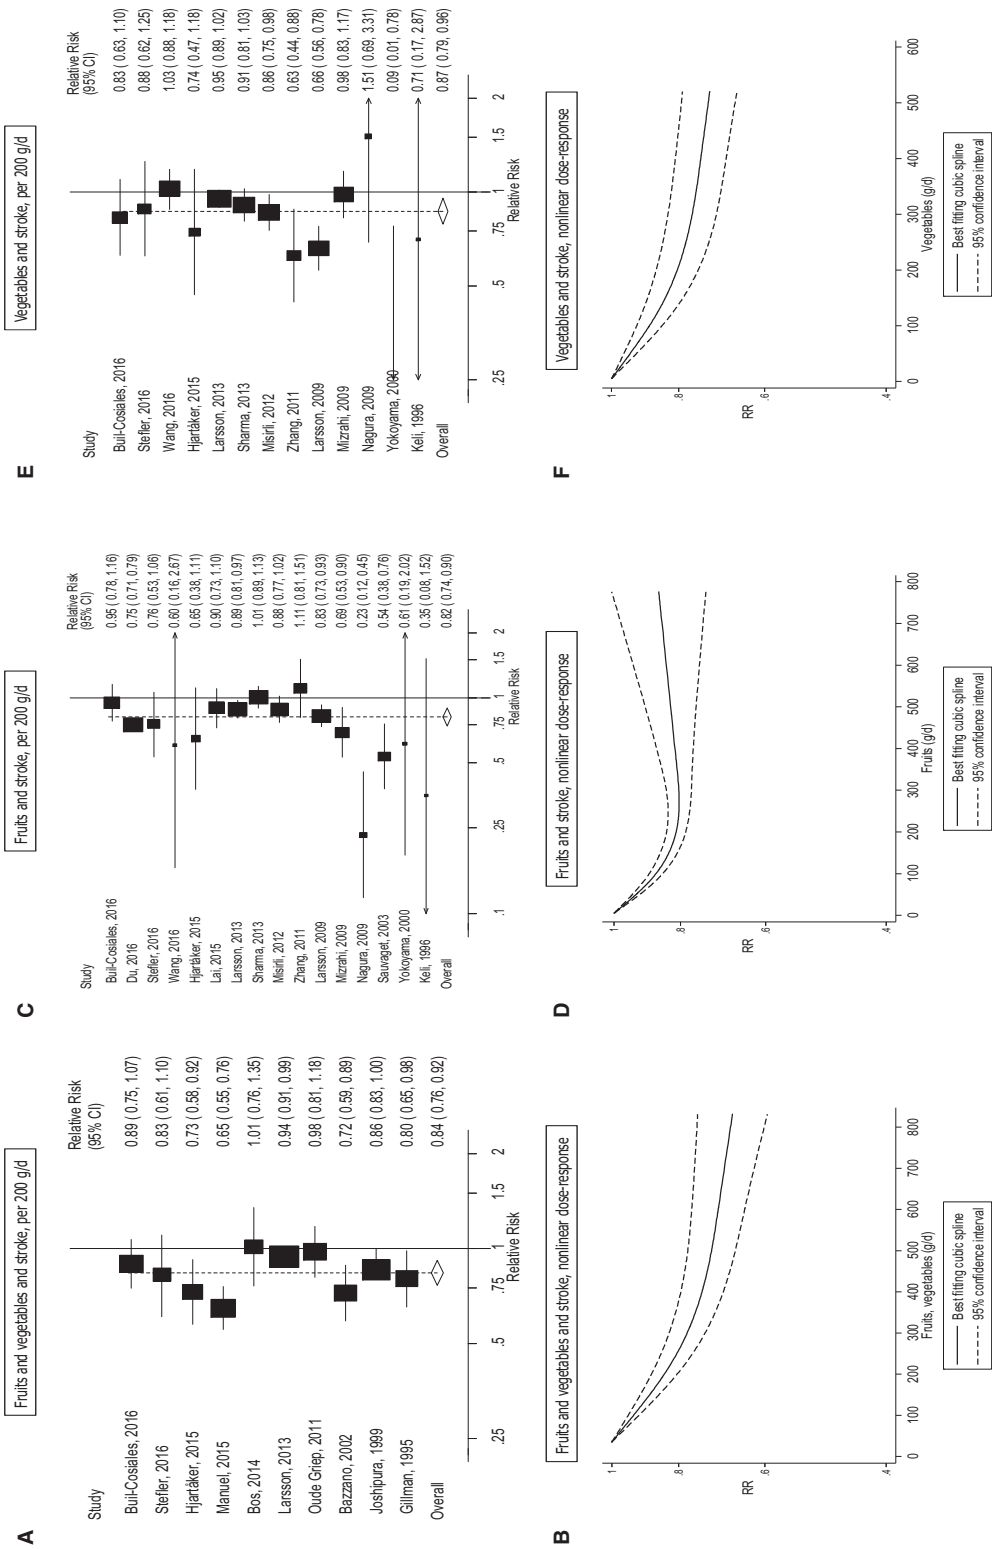 A
Fruits and vegetables and stroke, per 200 g/d
Study
Relative Risk
(95% CI)
Buil-Cosiales, 2016 0.89 ( 0.75, 1.07)
Stefler, 2016 0.83 ( 0.61, 1.10)
Hjartåker, 2015 0.73 ( 0.58, 0.92)
Manuel, 2015 0.65 ( 0.55, 0.76)
Bos, 2014 1.01 ( 0.76, 1.35)
Larsson, 2013 0.94 ( 0.91, 0.99)
Oude Griep, 2011 0.98 ( 0.81, 1.18)
Bazzano, 2002 0.72 ( 0.59, 0.89)
Joshipura, 1999 0.86 ( 0.83, 1.00)
Gillman, 1995 0.80 ( 0.65, 0.98)
Overall 0.84 ( 0.76, 0.92)
.25 .5 .75 1 1.5 2
Relative Risk
C
Fruits and stroke, per 200 g/d
Study
Relative Risk
(95% CI)
Buil-Cosiales, 2016 0.95 ( 0.78, 1.16)
Du, 2016 0.75 ( 0.71, 0.79)
Stefler, 2016 0.76 ( 0.53, 1.06)
Wang, 2016 0.60 ( 0.16, 2.67)
Hjartåker, 2015 0.65 ( 0.38, 1.11)
Lai, 2015 0.90 ( 0.73, 1.10)
Larsson, 2013 0.89 ( 0.81, 0.97)
Sharma, 2013 1.01 ( 0.89, 1.13)
Misirli, 2012 0.88 ( 0.77, 1.02)
Zhang, 2011 1.11 ( 0.81, 1.51)
Larsson, 2009 0.83 ( 0.73, 0.93)
Mizrahi, 2009 0.69 ( 0.53, 0.90)
Nagura, 2009 0.23 ( 0.12, 0.45)
Sauvaget, 2003 0.54 ( 0.38, 0.76)
Yokoyama, 2000 0.61 ( 0.19, 2.02)
Keli, 1996 0.35 ( 0.08, 1.52)
Overall 0.82 ( 0.74, 0.90)
.1 .25 .5 .75 1 1.5 2
Relative Risk
E
Vegetables and stroke, per 200 g/d
Study
Relative Risk
(95% CI)
Buil-Cosiales, 2016 0.83 ( 0.63, 1.10)
Stefler, 2016 0.88 ( 0.62, 1.25)
Wang, 2016 1.03 ( 0.88, 1.18)
Hjartåker, 2015 0.74 ( 0.47, 1.18)
Larsson, 2013 0.95 ( 0.89, 1.02)
Sharma, 2013 0.91 ( 0.81, 1.03)
Misirli, 2012 0.86 ( 0.75, 0.98)
Zhang, 2011 0.63 ( 0.44, 0.88)
Larsson, 2009 0.66 ( 0.56, 0.78)
Mizrahi, 2009 0.98 ( 0.83, 1.17)
Nagura, 2009 1.51 ( 0.69, 3.31)
Yokoyama, 2000 0.09 ( 0.01, 0.78)
Keli, 1996 0.71 ( 0.17, 2.87)
Overall 0.87 ( 0.79, 0.96)
.25 .5 .75 1 1.5 2
Relative Risk
B
Fruits and vegetables and stroke, nonlinear dose-response
1
.8
.6
.4
RR
0 100 200 300 400 500 600 700 800
Fruits, vegetables (g/d)
Best fitting cubic spline
95% confidence interval
D
Fruits and stroke, nonlinear dose-response
1
.8
.6
.4
RR
0 100 200 300 400 500 600 700 800
Fruits (g/d)
Best fitting cubic spline
95% confidence interval
F
Vegetables and stroke, nonlinear dose-response
1
.8
.6
.4
RR
0 100 200 300 400 500 600
Vegetables (g/d)
Best fitting cubic spline
95% confidence interval